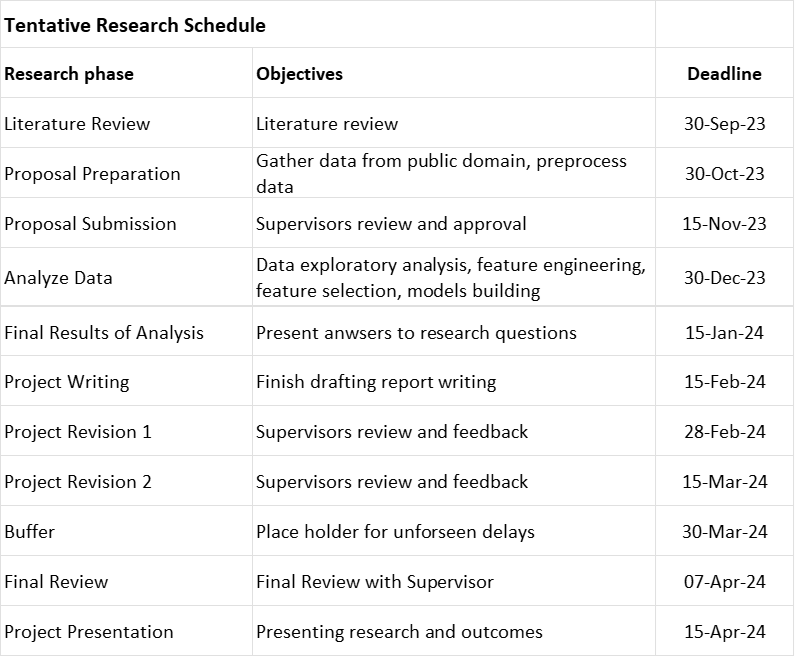 Tentative Research Schedule
Research phase Objectives Deadline
Literature Review Literature review 30-Sep-23
Proposal Preparation Gather data from public domain, preprocess
data 30-Oct-23
Proposal Submission Supervisors review and approval 15-Nov-23
Analyze Data Data exploratory analysis, feature engineering,
feature selection, models building 30-Dec-23
Final Results of Analysis Present anwsers to research questions 15-Jan-24
Project Writing Finish drafting report writing 15-Feb-24
Project Revision 1 Supervisors review and feedback 28-Feb-24
Project Revision 2 Supervisors review and feedback 15-Mar-24
Buffer Place holder for unforseen delays 30-Mar-24
Final Review Final Review with Supervisor 07-Apr-24
Project Presentation Presenting research and outcomes 15-Apr-24